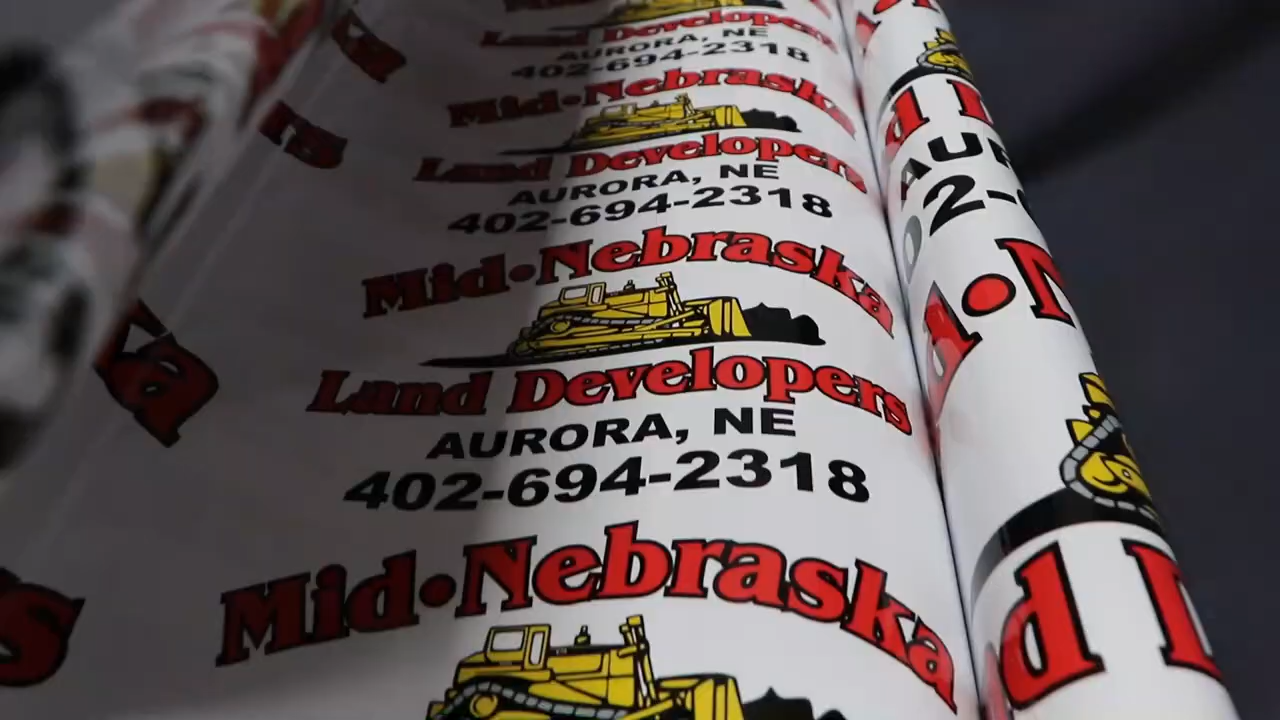 Land Developers
AURORA, NE
402-694-2318
Mid•Nebraska
Land Developers
AURORA, NE
402-694-2318
Mid•Nebraska
Land Developers
AURORA, NE
402-694-2318
Mid•Nebraska